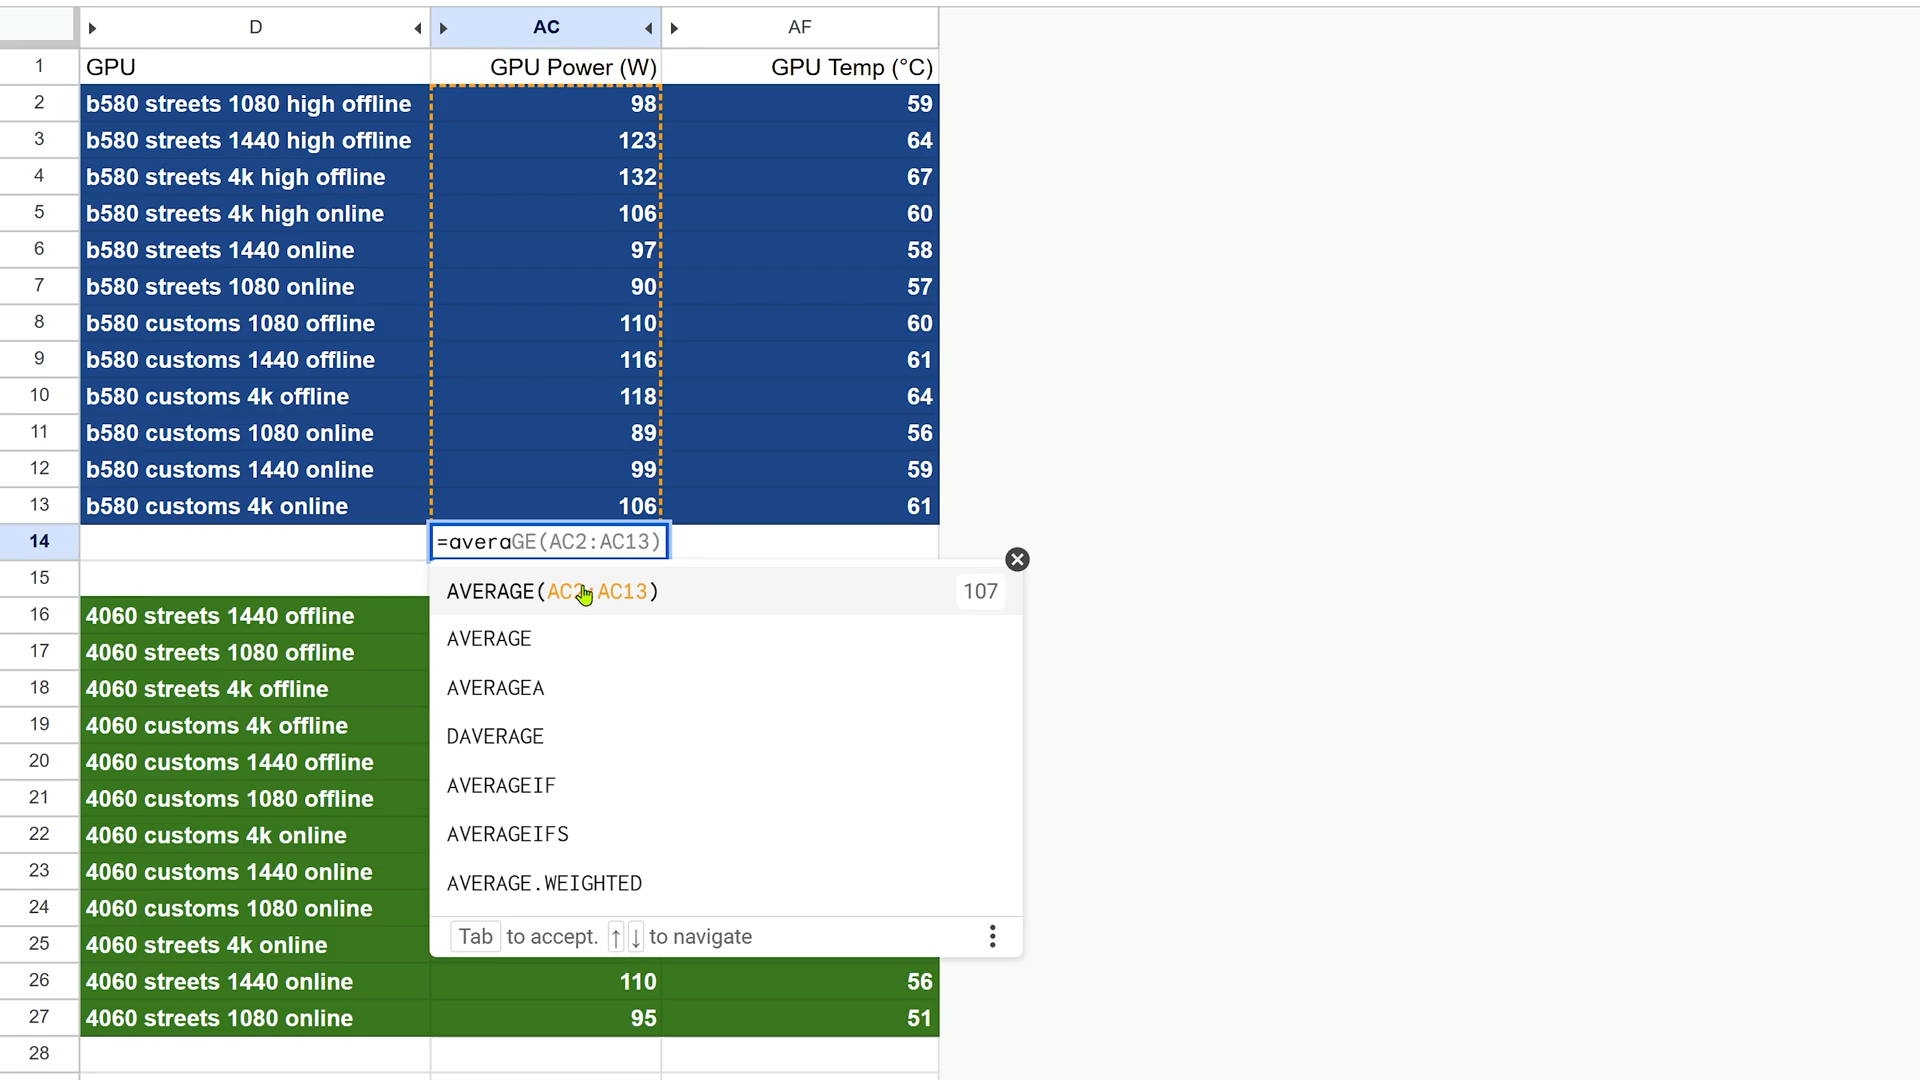 D AC AF
1 GPU GPU Power (W) GPU Temp (°C)
2 b580 streets 1080 high offline 98 59
3 b580 streets 1440 high offline 123 64
4 b580 streets 4k high offline 132 67
5 b580 streets 4k high online 106 60
6 b580 streets 1440 online 97 58
7 b580 streets 1080 online 90 57
8 b580 customs 1080 offline 110 60
9 b580 customs 1440 offline 116 61
10 b580 customs 4k offline 118 64
11 b580 customs 1080 online 89 56
12 b580 customs 1440 online 99 59
13 b580 customs 4k online 106 61
14 =averaGE(AC2:AC13)
15 AVERAGE(AC2:AC13) 107
16 4060 streets 1440 offline
AVERAGE
17 4060 streets 1080 offline
18 4060 streets 4k offline AVERAGEA
19 4060 customs 4k offline DAVERAGE
20 4060 customs 1440 offline
AVERAGEIF
21 4060 customs 1080 offline
22 4060 customs 4k online AVERAGEIFS
23 4060 customs 1440 online AVERAGE.WEIGHTED
24 4060 customs 1080 online
25 4060 streets 4k online Tab to accept. ↑ ↓ to navigate
26 4060 streets 1440 online 110 56
27 4060 streets 1080 online 95 51
28